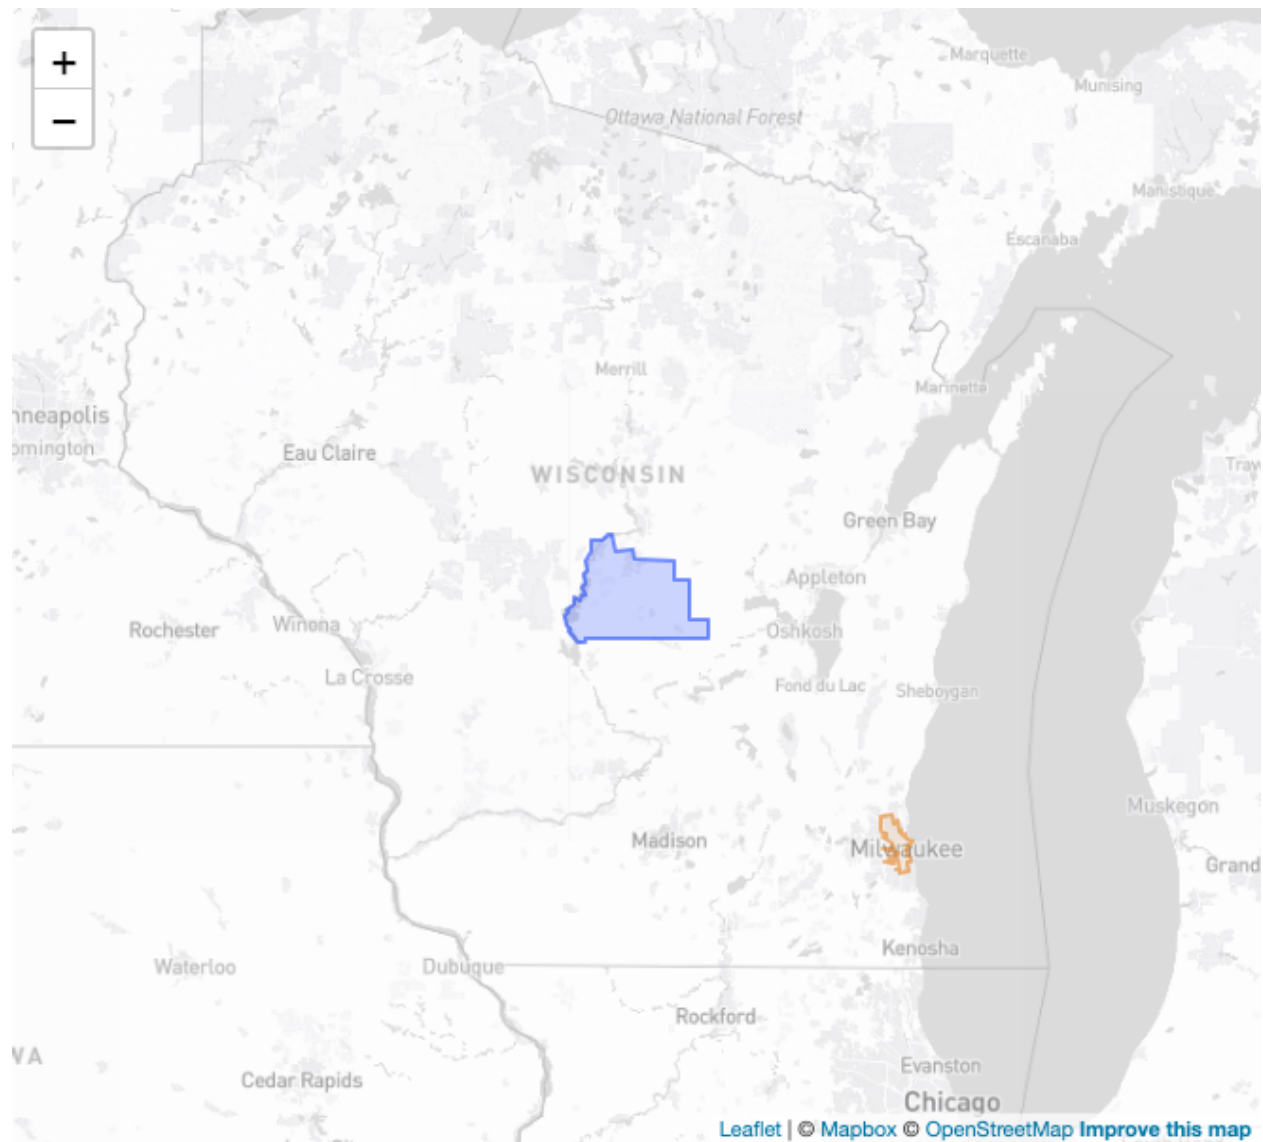 +
−
Marquette
Munising
Ottawa National Forest
Manistique
Escanaba
Merrill
Marinette
nneapolis
omington
Eau Claire
WISCONSIN
Trav
Green Bay
Appleton
Rochester
Winona
Oshkosh
La Crosse
Fond du Lac
Sheboygan
Muskegon
Madison
Milwaukee
Grand
Kenosha
Waterloo
Dubuque
Rockford
WA
Evanston
Cedar Rapids
Chicago
Leaflet | © Mapbox © OpenStreetMap Improve this map